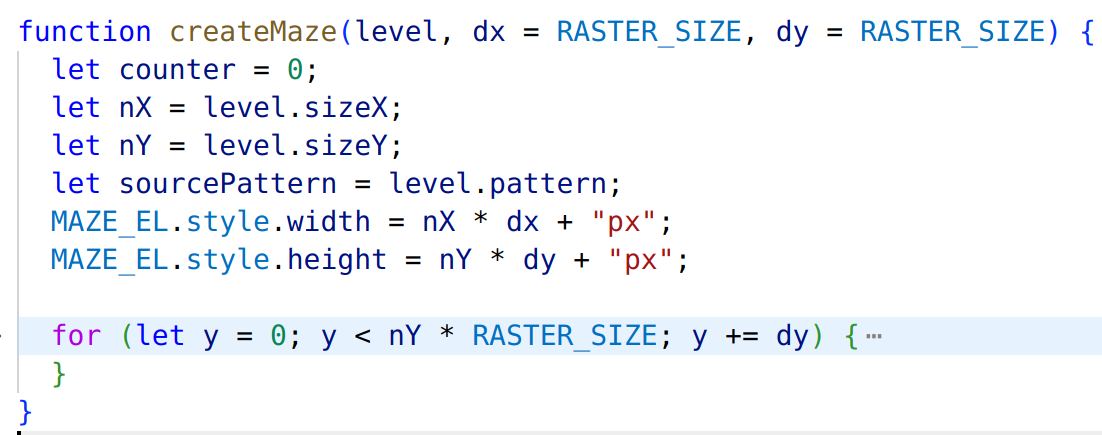 function createMaze(level, dx = RASTER_SIZE, dy = RASTER_SIZE) {
let counter = 0;
let nX = level.sizeX;
let nY = level.sizeY;
let sourcePattern = level.pattern;
MAZE_EL.style.width = nX * dx + "px";
MAZE_EL.style.height = nY * dy + "px";
for (let y = 0; y < nY * RASTER_SIZE; y += dy) {⋯
}
}